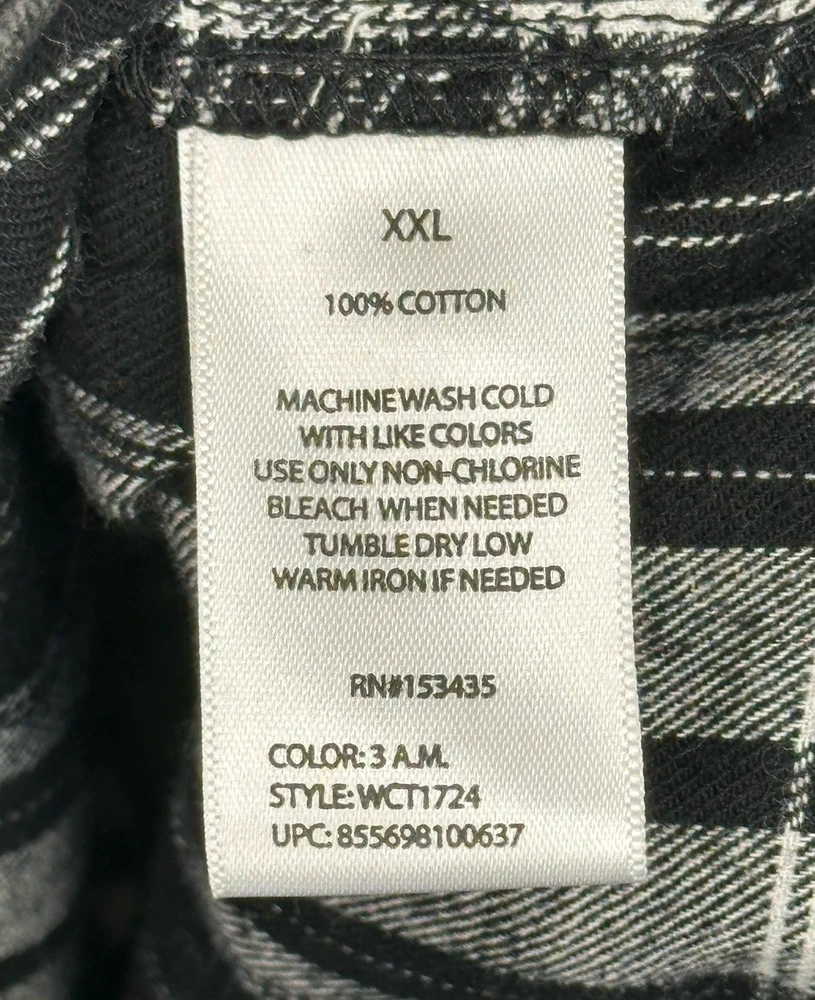 XXL
100% COTTON
MACHINE WASH COLD
WITH LIKE COLORS
USE ONLY NON-CHLORINE
BLEACH WHEN NEEDED
TUMBLE DRY LOW
WARM IRON IF NEEDED
RN#153435
COLOR: 3 A.M.
STYLE: WCT1724
UPC: 855698100637